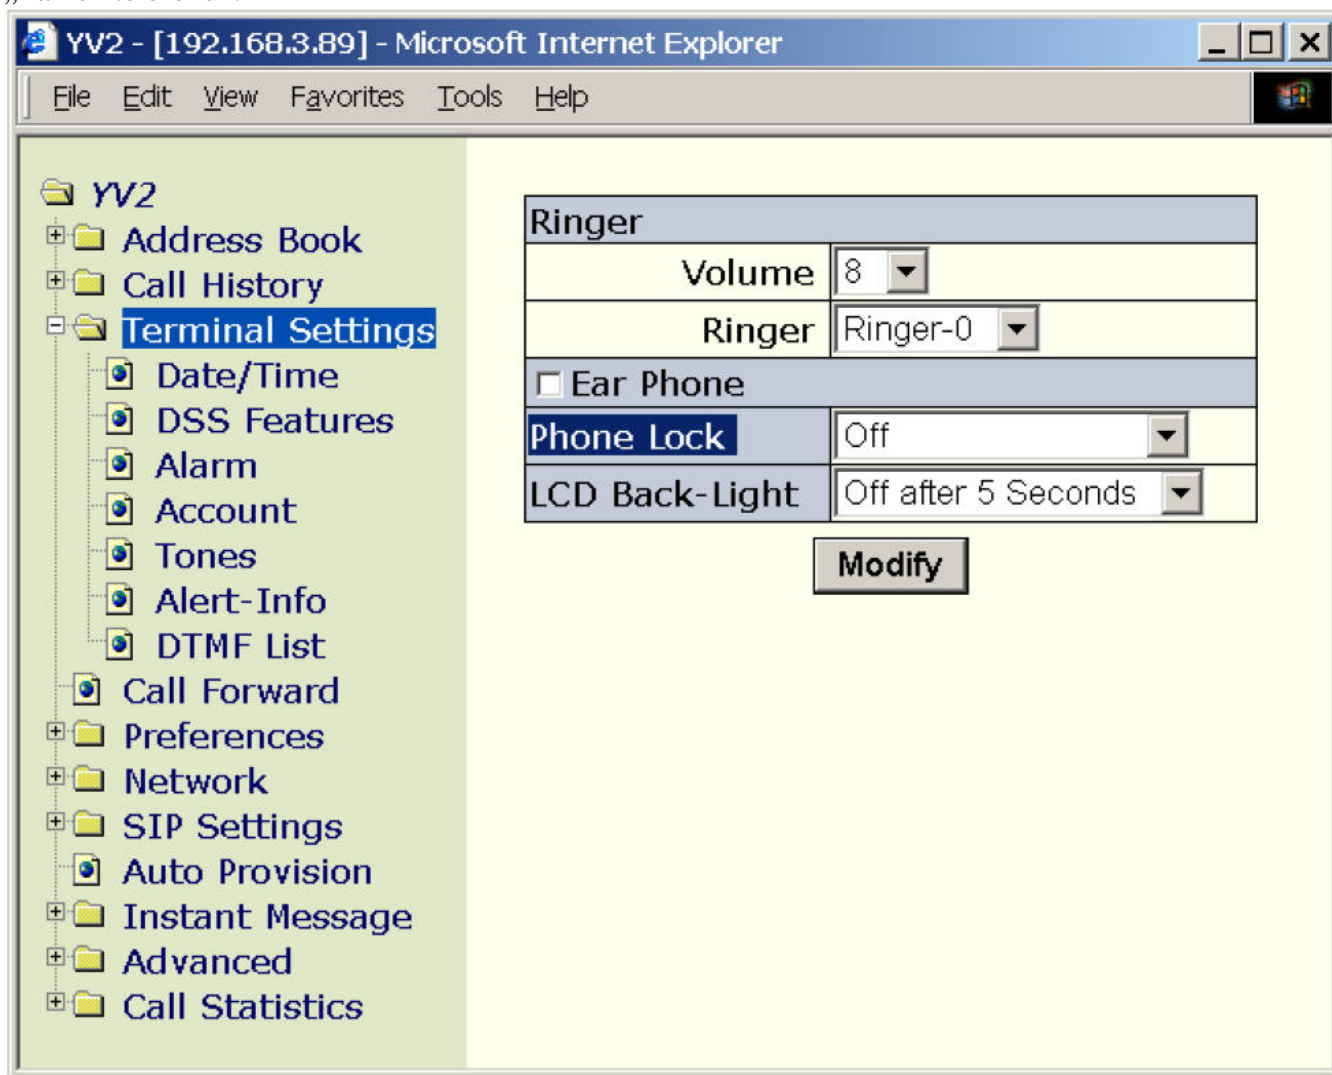 YV2 - [192.168.3.89] - Microsoft Internet Explorer
File Edit View Favorites Tools Help
YV2
Address Book
Call History
Terminal Settings
Date/Time
DSS Features
Alarm
Account
Tones
Alert-Info
DTMF List
Call Forward
Preferences
Network
SIP Settings
Auto Provision
Instant Message
Advanced
Call Statistics
Ringer
Volume 8
Ringer Ringer-0
Ear Phone
Phone Lock Off
LCD Back-Light Off after 5 Seconds
Modify